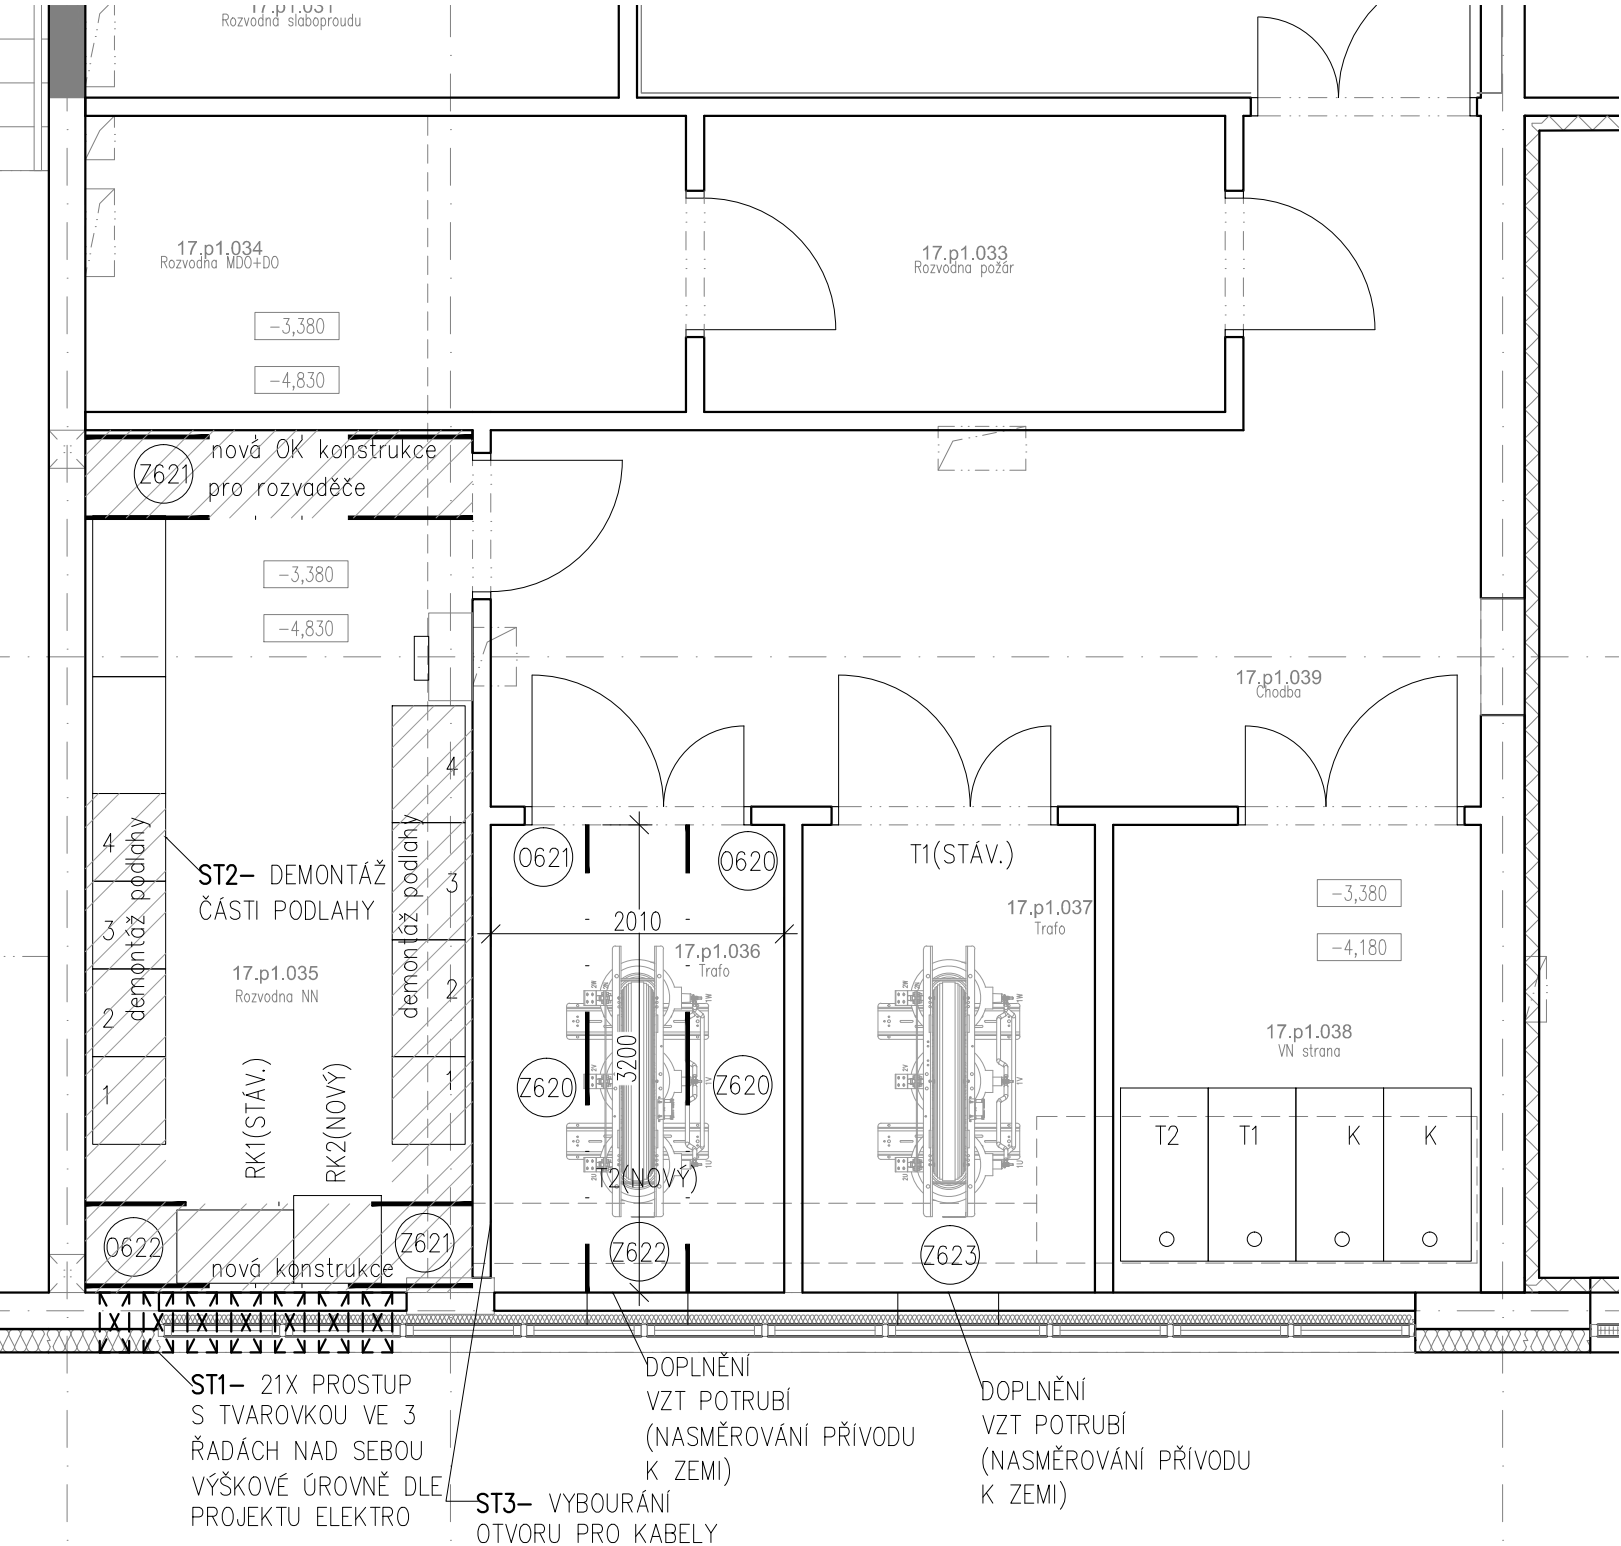 17.p1.031
Rozvodna slaboproudu
17.p1.034
Rozvodna MDO+DO
-3,380
-4,830
17.p1.033
Rozvodna požár
nová OK konstrukce
pro rozvaděče
Z621
-3,380
-4,830
17.p1.039
Chodba
4
3
2
1
demontáž podlahy
ST2- DEMONTÁŽ
ČÁSTI PODLAHY
17.p1.035
Rozvodna NN
4
3
2
1
demontáž podlahy
RK1(STÁV.)
RK2(NOVÝ)
O621
O620
2010
3200
17.p1.036
Trafo
Z620
Z620
T2(NOVÝ)
Z622
T1(STÁV.)
17.p1.037
Trafo
Z623
-3,380
-4,180
17.p1.038
VN strana
T2
T1
K
K
O622
Z621
nová konstrukce
ST1- 21X PROSTUP
S TVAROVKOU VE 3
ŘADÁCH NAD SEBOU
VÝŠKOVÉ ÚROVNĚ DLE
PROJEKTU ELEKTRO
ST3- VYBOURÁNÍ
OTVORU PRO KABELY
DOPLNĚNÍ
VZT POTRUBÍ
(NASMĚROVÁNÍ PŘÍVODU
K ZEMI)
DOPLNĚNÍ
VZT POTRUBÍ
(NASMĚROVÁNÍ PŘÍVODU
K ZEMI)